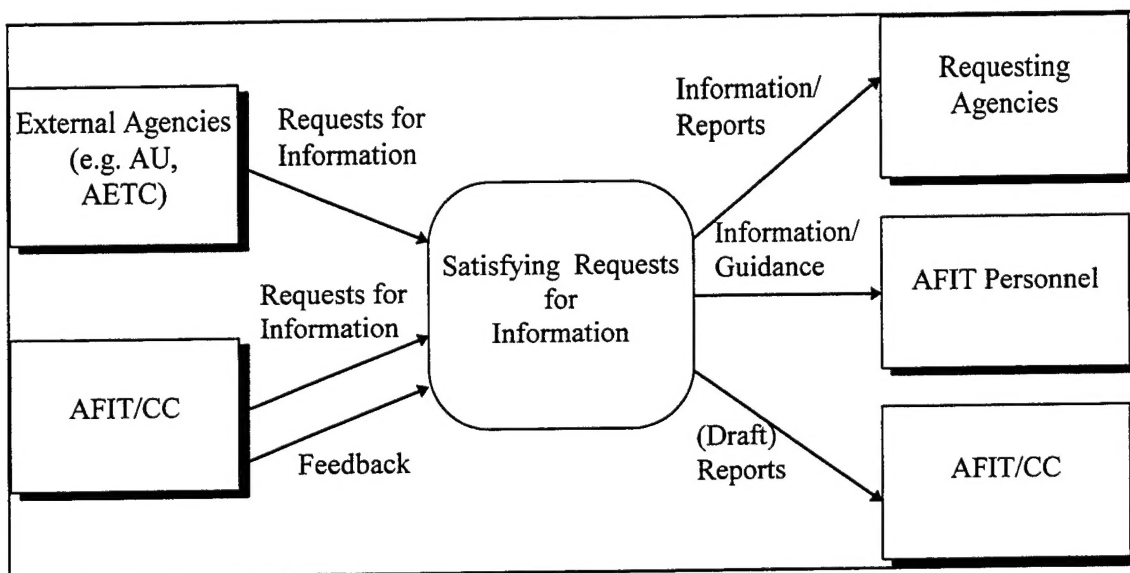 External Agencies
(e.g. AU,
AETC)
Requests for
Information
AFIT/CC
Requests for
Information
Feedback
Satisfying Requests
for
Information
Information/
Reports
Requesting
Agencies
Information/
Guidance
AFIT Personnel
(Draft)
Reports
AFIT/CC